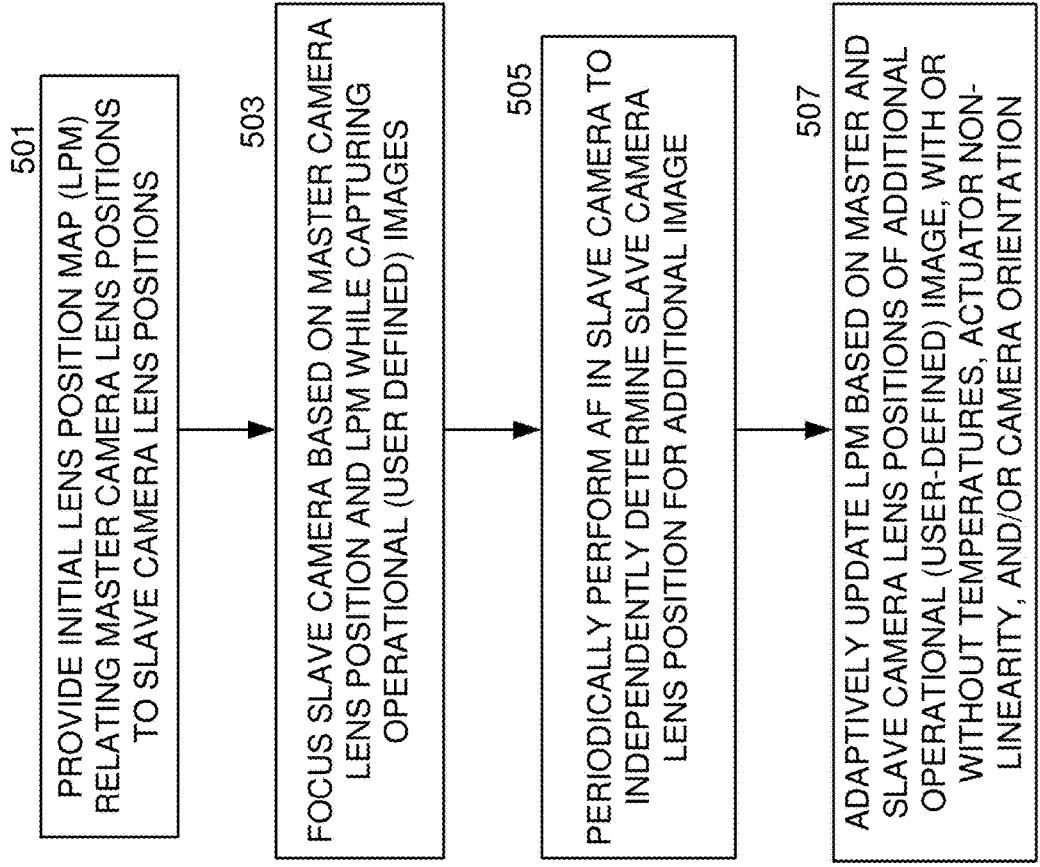 501
PROVIDE INITIAL LENS POSITION MAP (LPM)
RELATING MASTER CAMERA LENS POSITIONS
TO SLAVE CAMERA LENS POSITIONS
503
FOCUS SLAVE CAMERA BASED ON MASTER CAMERA
LENS POSITION AND LPM WHILE CAPTURING
OPERATIONAL (USER DEFINED) IMAGES
505
PERIODICALLY PERFORM AF IN SLAVE CAMERA TO
INDEPENDENTLY DETERMINE SLAVE CAMERA
LENS POSITION FOR ADDITIONAL IMAGE
507
ADAPTIVELY UPDATE LPM BASED ON MASTER AND
SLAVE CAMERA LENS POSITIONS OF ADDITIONAL
OPERATIONAL (USER-DEFINED) IMAGE, WITH OR
WITHOUT TEMPERATURES, ACTUATOR NON-
LINEARITY, AND/OR CAMERA ORIENTATION